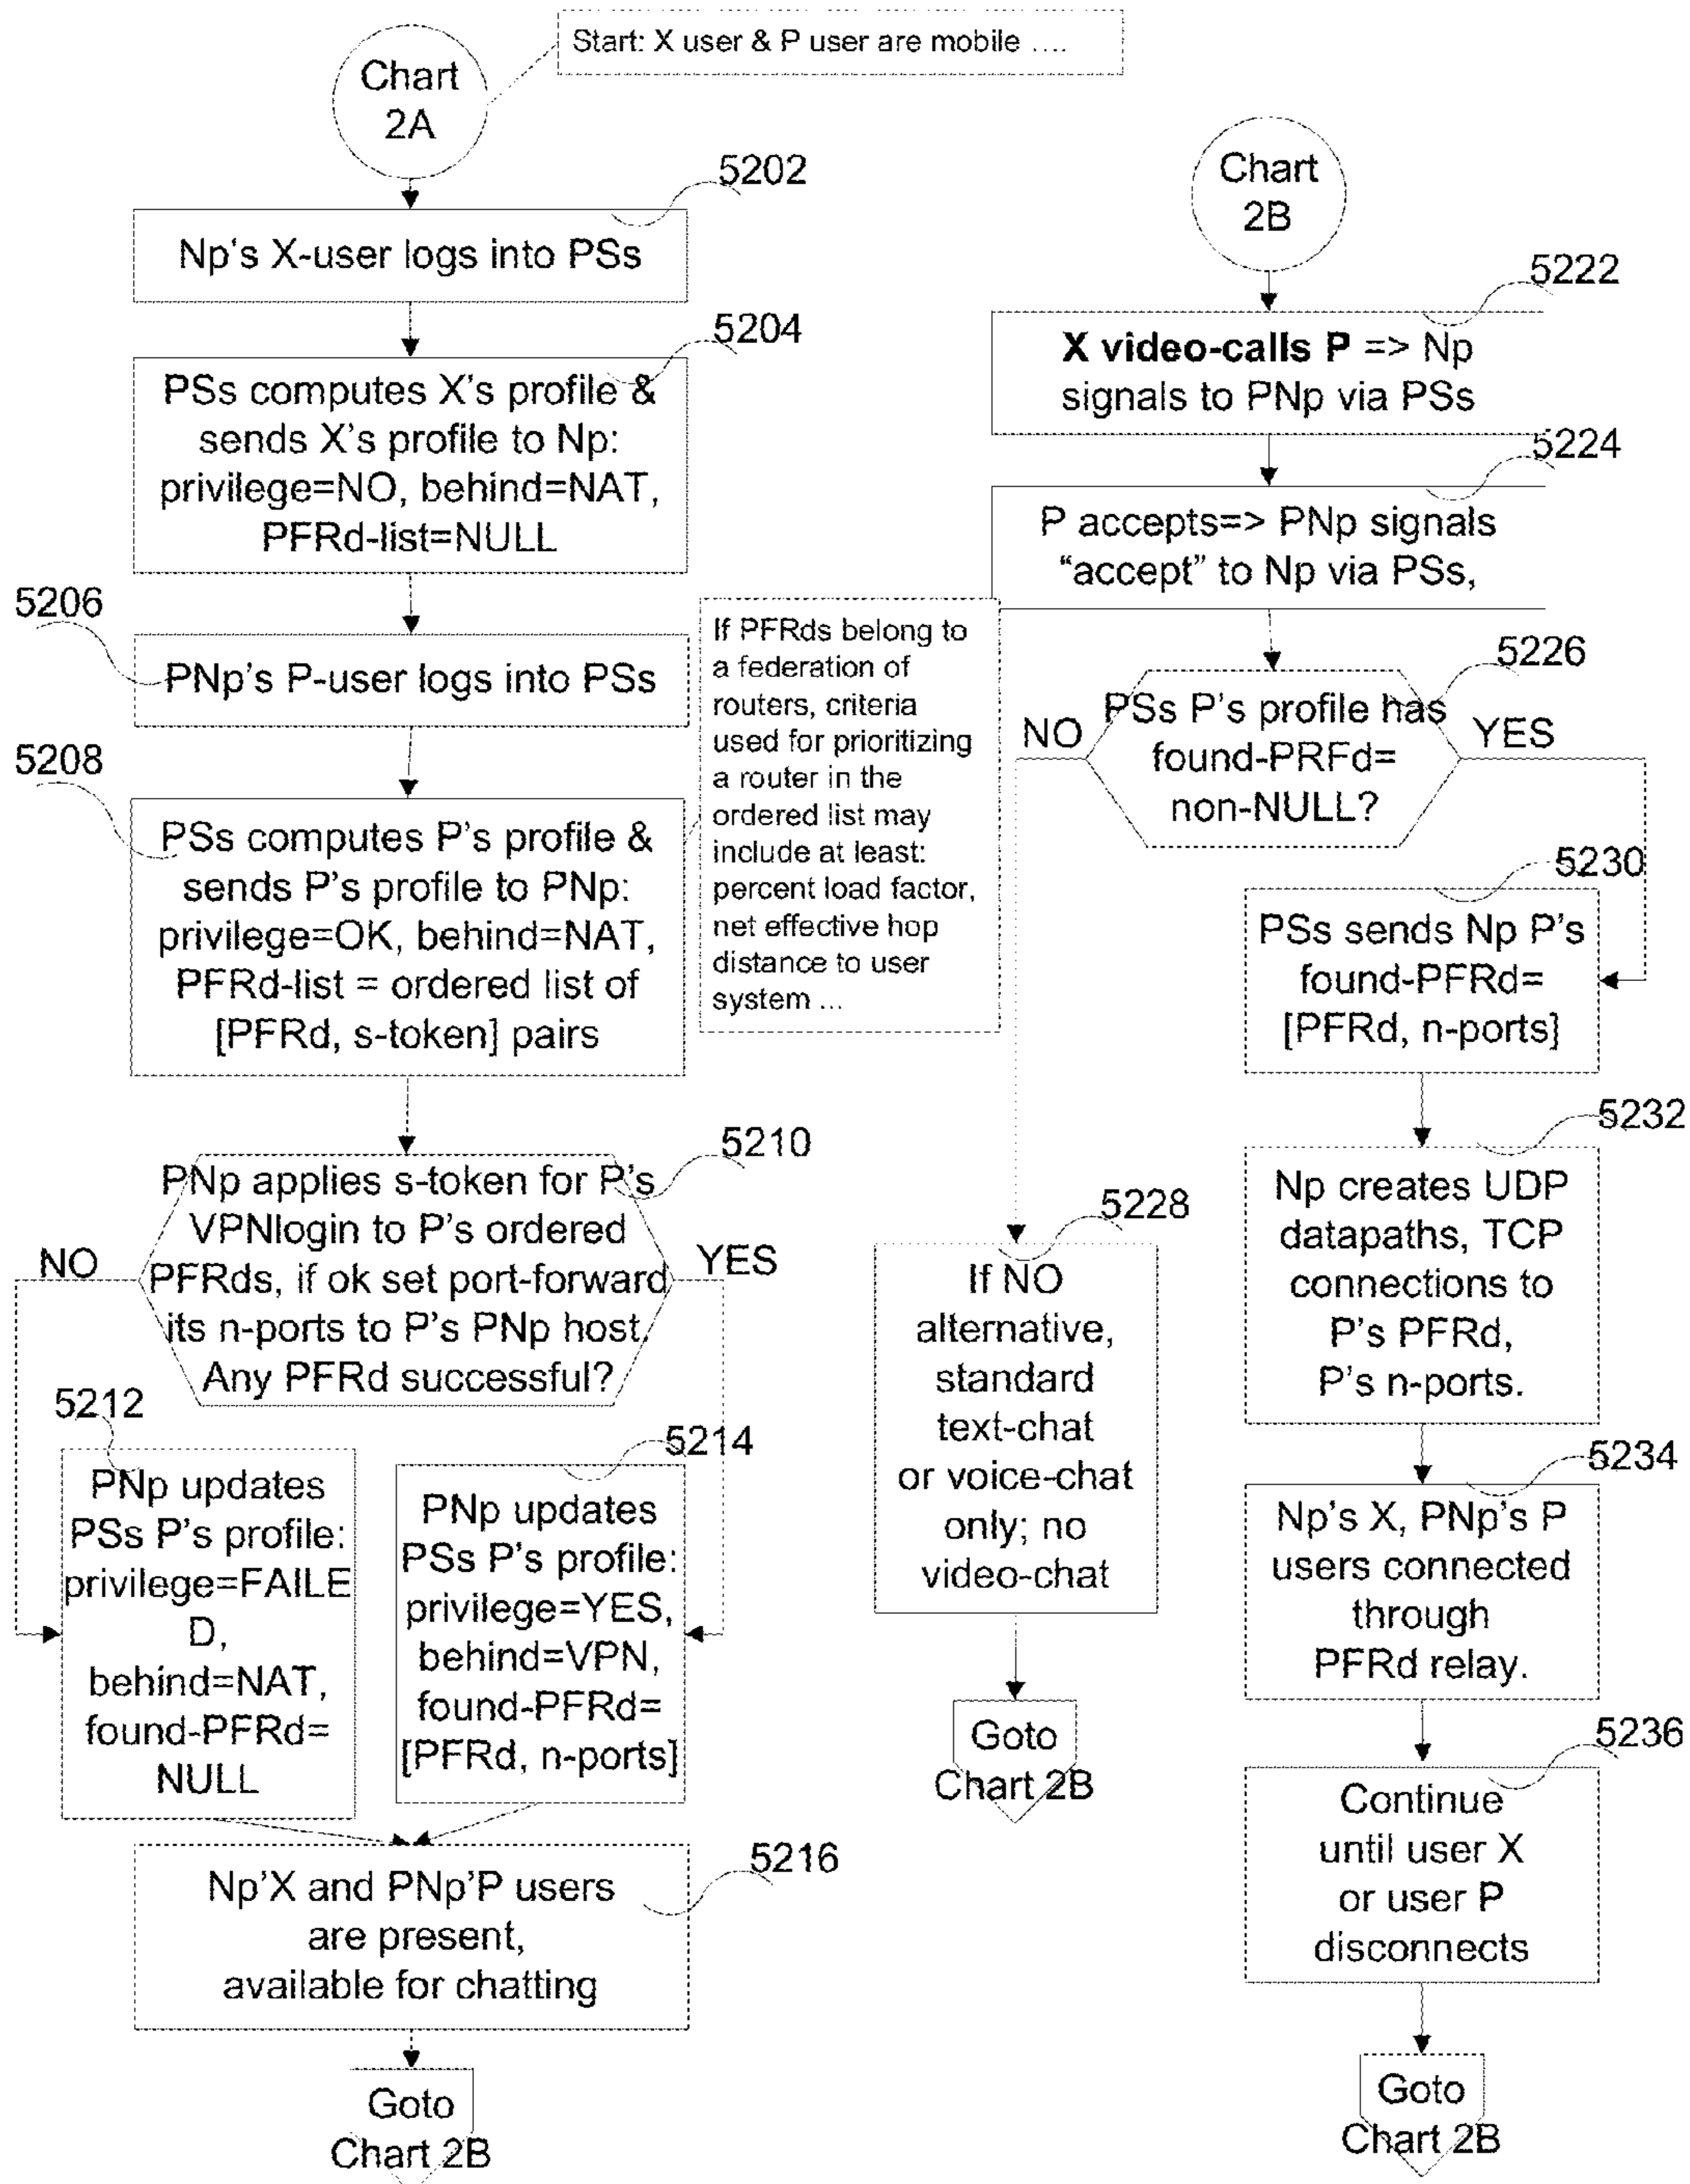 Chart
2A
Start: X user & P user are mobile ....
5202
Np's X-user logs into PSs
5204
PSs computes X's profile &
sends X's profile to Np:
privilege=NO, behind=NAT,
PFRd-list=NULL
5206
PNp's P-user logs into PSs
5208
PSs computes P's profile &
sends P's profile to PNp:
privilege=OK, behind=NAT,
PFRd-list = ordered list of
[PFRd, s-token] pairs
If PFRds belong to
a federation of
routers, criteria
used for prioritizing
a router in the
ordered list may
include at least:
percent load factor,
net effective hop
distance to user
system ...
5210
PNp applies s-token for P's
VPNlogin to P's ordered
PFRds, if ok set port-forward
its n-ports to P's PNp host.
Any PFRd successful?
NO
YES
5212
PNp updates
PSs P's profile:
privilege=FAILE
D,
behind=NAT,
found-PFRd=
NULL
5214
PNp updates
PSs P's profile:
privilege=YES,
behind=VPN,
found-PFRd=
[PFRd, n-ports]
5216
Np'X and PNp'P users
are present,
available for chatting
Goto
Chart 2B
Chart
2B
5222
X video-calls P => Np
signals to PNp via PSs
5224
P accepts=> PNp signals
“accept” to Np via PSs,
5226
PSs P's profile has
found-PRFd=
non-NULL?
NO
YES
5228
If NO
alternative,
standard
text-chat
or voice-chat
only; no
video-chat
Goto
Chart 2B
5230
PSs sends Np P's
found-PFRd=
[PFRd, n-ports]
5232
Np creates UDP
datapaths, TCP
connections to
P's PFRd,
P's n-ports.
5234
Np's X, PNp's P
users connected
through
PFRd relay.
5236
Continue
until user X
or user P
disconnects
Goto
Chart 2B